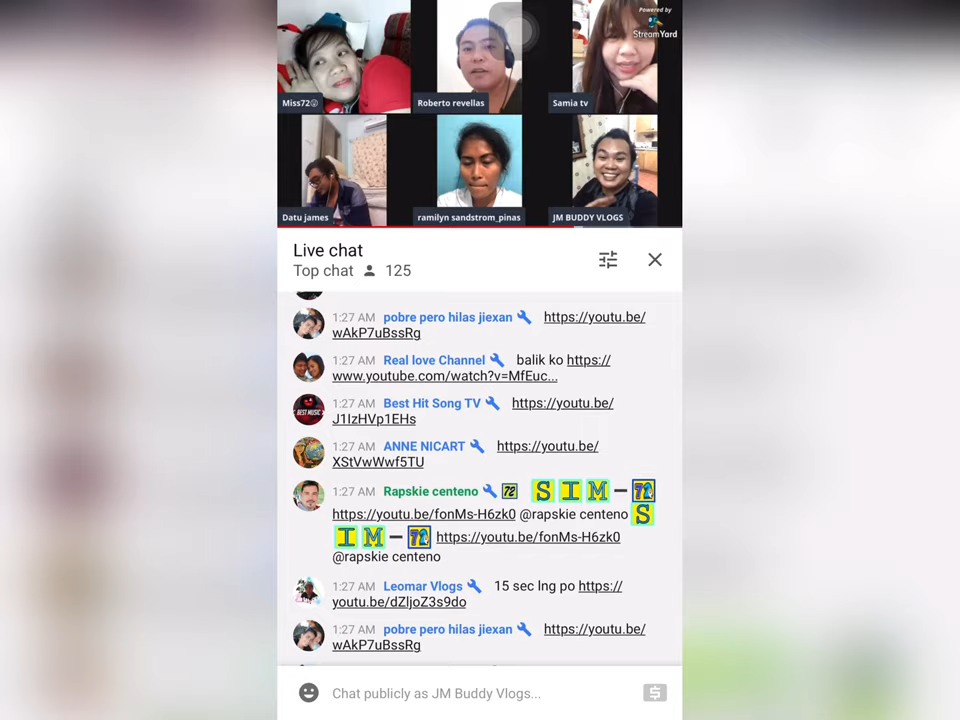 Powered by
StreamYard
Miss72😜
Roberto revellas
Samia tv
Datu james
ramilyn sandstrom_pinas
JM BUDDY VLOGS
Live chat
Top chat 125
1:27 AM pobre pero hilas jiexan https://youtu.be/
wAkP7uBssRg
1:27 AM Real love Channel balik ko https://
www.youtube.com/watch?v=MfEuc...
1:27 AM Best Hit Song TV https://youtu.be/
J1IzHVp1EHs
1:27 AM ANNE NICART https://youtu.be/
XStVwWwf5TU
1:27 AM Rapskie centeno 72 S I M – 72
https://youtu.be/fonMs-H6zk0 @rapskie centeno S
I M – 72 https://youtu.be/fonMs-H6zk0
@rapskie centeno
1:27 AM Leomar Vlogs 15 sec lng po https://
youtu.be/dZljoZ3s9do
1:27 AM pobre pero hilas jiexan https://youtu.be/
wAkP7uBssRg
Chat publicly as JM Buddy Vlogs...